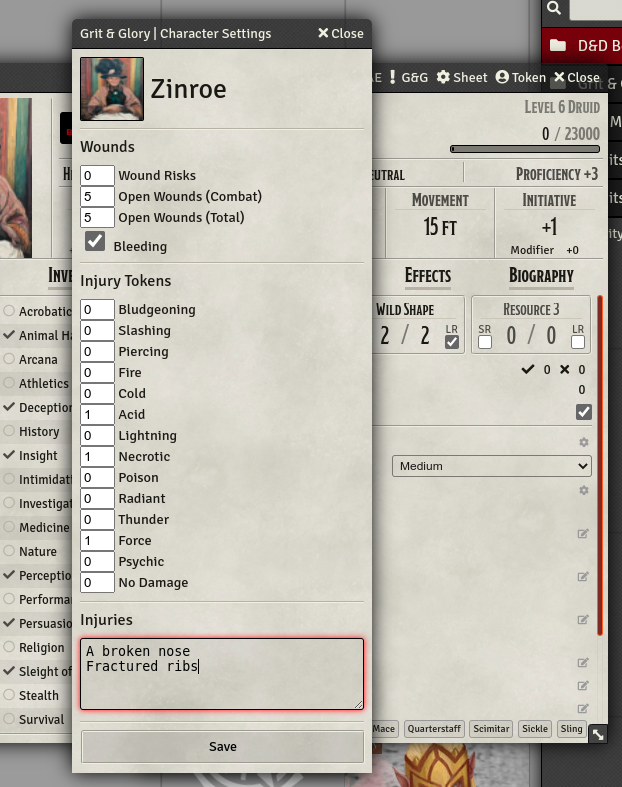 Grit & Glory | Character Settings
Close
Zinroe
Wounds
0 Wound Risks
5 Open Wounds (Combat)
5 Open Wounds (Total)
Bleeding
Injury Tokens
0 Bludgeoning
0 Slashing
0 Piercing
0 Fire
0 Cold
1 Acid
0 Lightning
1 Necrotic
0 Poison
0 Radiant
0 Thunder
1 Force
0 Psychic
0 No Damage
Injuries
A broken nose
Fractured ribs
Save
G&G Sheet Token Close
Level 6 Druid
0 / 23000
Proficiency +3
Movement
15 ft
Initiative
+1
Modifier +0
Effects Biography
Wild Shape
2 / 2 LR
Resource 3
SR 0 / 0 LR
0 0
0
Medium
Mace Quarterstaff Scimitar Sickle Sling
Acrobatic
Animal Ha
Arcana
Athletics
Deception
History
Insight
Intimidati
Investigat
Medicine
Nature
Perceptio
Performa
Persuasio
Religion
Sleight of
Stealth
Survival
D&D B
Grit &